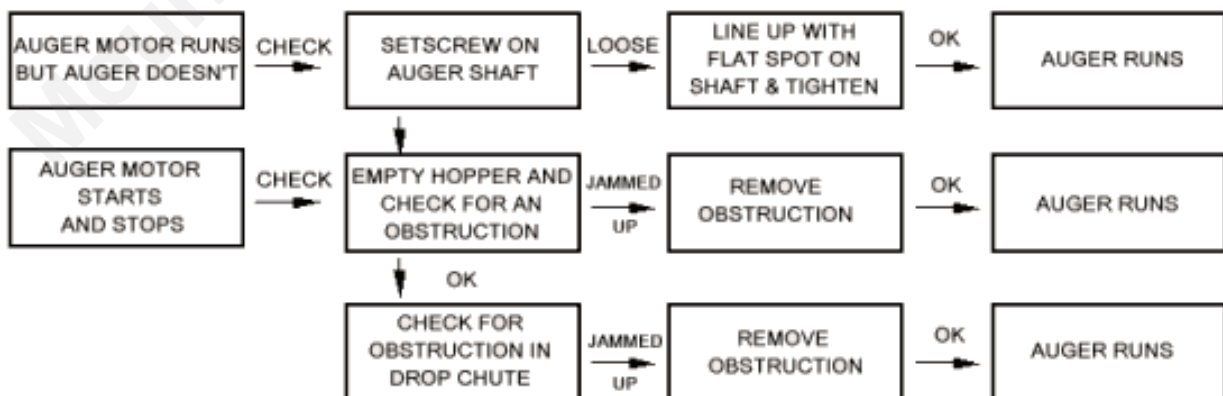 AUGER MOTOR RUNS
BUT AUGER DOESN'T
CHECK
SETSCREW ON
AUGER SHAFT
LOOSE
LINE UP WITH
FLAT SPOT ON
SHAFT & TIGHTEN
OK
AUGER RUNS
AUGER MOTOR
STARTS
AND STOPS
CHECK
EMPTY HOPPER AND
CHECK FOR AN
OBSTRUCTION
JAMMED
UP
REMOVE
OBSTRUCTION
OK
AUGER RUNS
OK
CHECK FOR
OBSTRUCTION IN
DROP CHUTE
JAMMED
UP
REMOVE
OBSTRUCTION
OK
AUGER RUNS